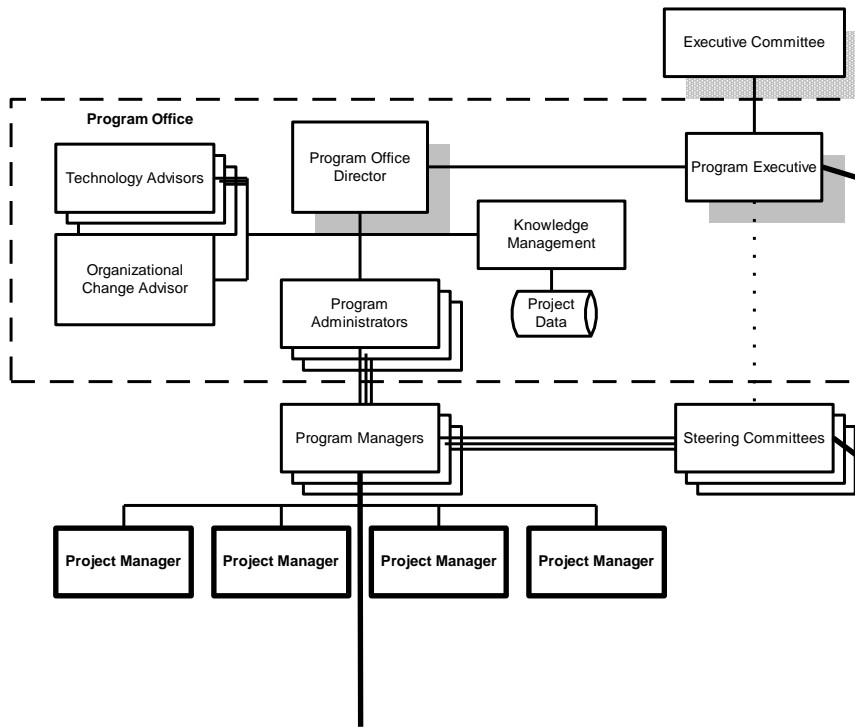 Executive Committee
Program Office
Technology Advisors
Program Office
Director
Program Executive
Knowledge
Management
Organizational
Change Advisor
Program
Administrators
Project
Data
Program Managers
Steering Committees
Project Manager
Project Manager
Project Manager
Project Manager